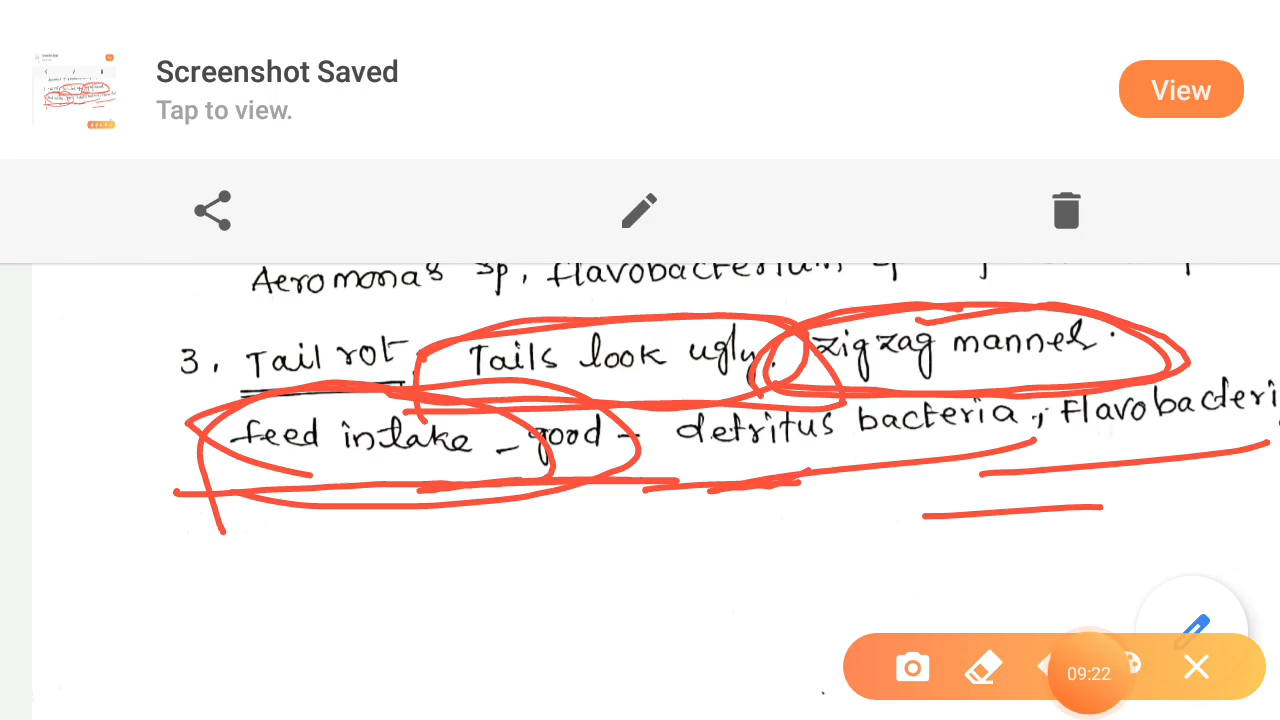 Screenshot Saved
Tap to view.
View
Aeromonas sp, flavobacterium
3. Tail rot. Tails look ugly. zigzag manner.
feed intake - good - detritus bacteria, Flavobacteri
09:22